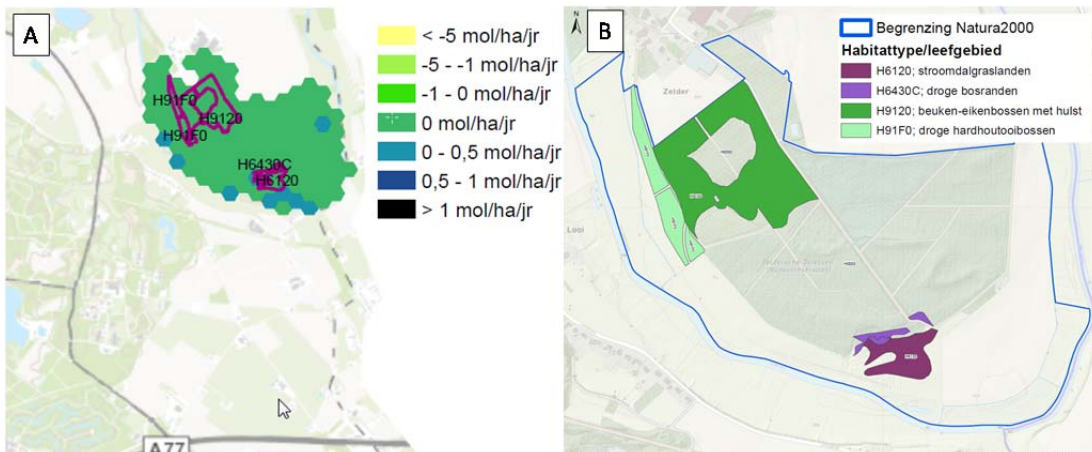 A
H91F0
H9120
H91F0
H6430C
H6120
A77
< -5 mol/ha/jr
-5 - -1 mol/ha/jr
-1 - 0 mol/ha/jr
0 mol/ha/jr
0 - 0,5 mol/ha/jr
0,5 - 1 mol/ha/jr
> 1 mol/ha/jr
B
N
Zelder
Looi
Begrenzing Natura2000
Habitattype/leefgebied
H6120; stroomdalgraslanden
H6430C; droge bosranden
H9120; beuken-eikenbossen met hulst
H91F0; droge hardhoutooibossen